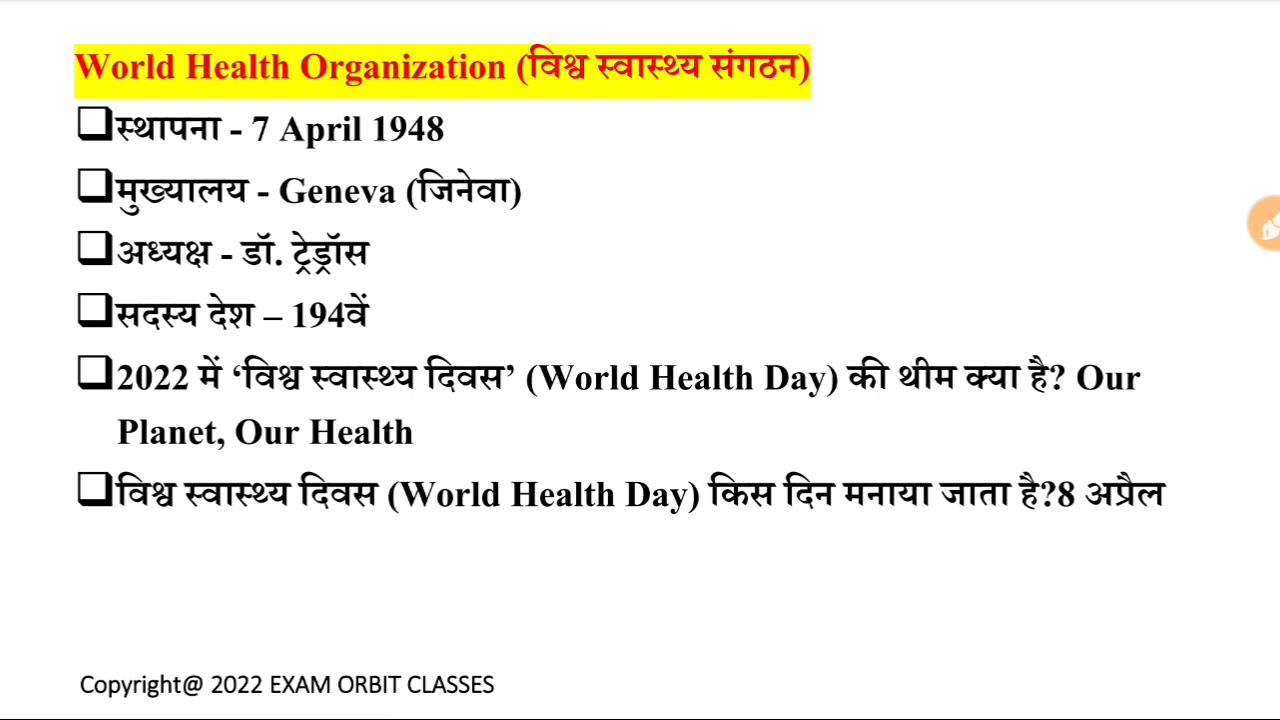 World Health Organization (विश्व स्वास्थ्य संगठन)
स्थापना - 7 April 1948
मुख्यालय - Geneva (जिनेवा)
अध्यक्ष - डॉ. ट्रेड्रॉस
सदस्य देश – 194वें
2022 में ‘विश्व स्वास्थ्य दिवस’ (World Health Day) की थीम क्या है? Our
Planet, Our Health
विश्व स्वास्थ्य दिवस (World Health Day) किस दिन मनाया जाता है?8 अप्रैल
Copyright@ 2022 EXAM ORBIT CLASSES